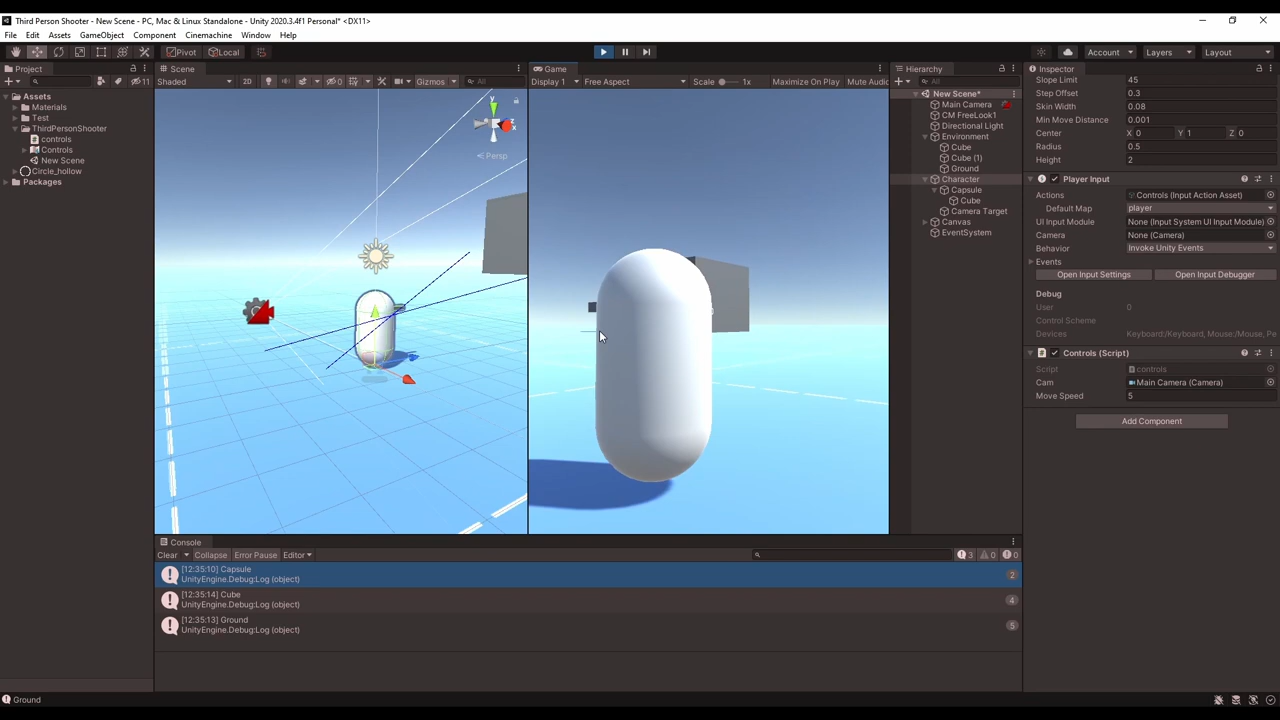 Third Person Shooter - New Scene - PC, Mac & Linux Standalone - Unity 2020.3.4f1 Personal* <DX11>
File Edit Assets GameObject Component Cinemachine Window Help
Pivot Local
Account Layers Layout
Project
11
Assets
Materials
Test
ThirdPersonShooter
controls
Controls
New Scene
Circle_hollow
Packages
Scene
Shaded 2D 0 Gizmos All
y
x
Persp
Game
Display 1 Free Aspect Scale 1x Maximize On Play Mute Audio
Hierarchy
All
New Scene*
Main Camera
CM FreeLook1
Directional Light
Environment
Cube
Cube (1)
Ground
Character
Capsule
Cube
Camera Target
Canvas
EventSystem
Inspector
Slope Limit 45
Step Offset 0.3
Skin Width 0.08
Min Move Distance 0.001
Center X 0 Y 1 Z 0
Radius 0.5
Height 2
Player Input
Actions Controls (Input Action Asset)
Default Map player
UI Input Module None (Input System UI Input Module)
Camera None (Camera)
Behavior Invoke Unity Events
Events
Open Input Settings Open Input Debugger
Debug
User 0
Control Scheme
Devices Keyboard:/Keyboard, Mouse:/Mouse, Pe
Controls (Script)
Script controls
Cam Main Camera (Camera)
Move Speed 5
Add Component
Console
Clear Collapse Error Pause Editor 3 0 0
[12:35:10] Capsule
UnityEngine.Debug:Log (object) 2
[12:35:14] Cube
UnityEngine.Debug:Log (object) 4
[12:35:13] Ground
UnityEngine.Debug:Log (object) 5
Ground